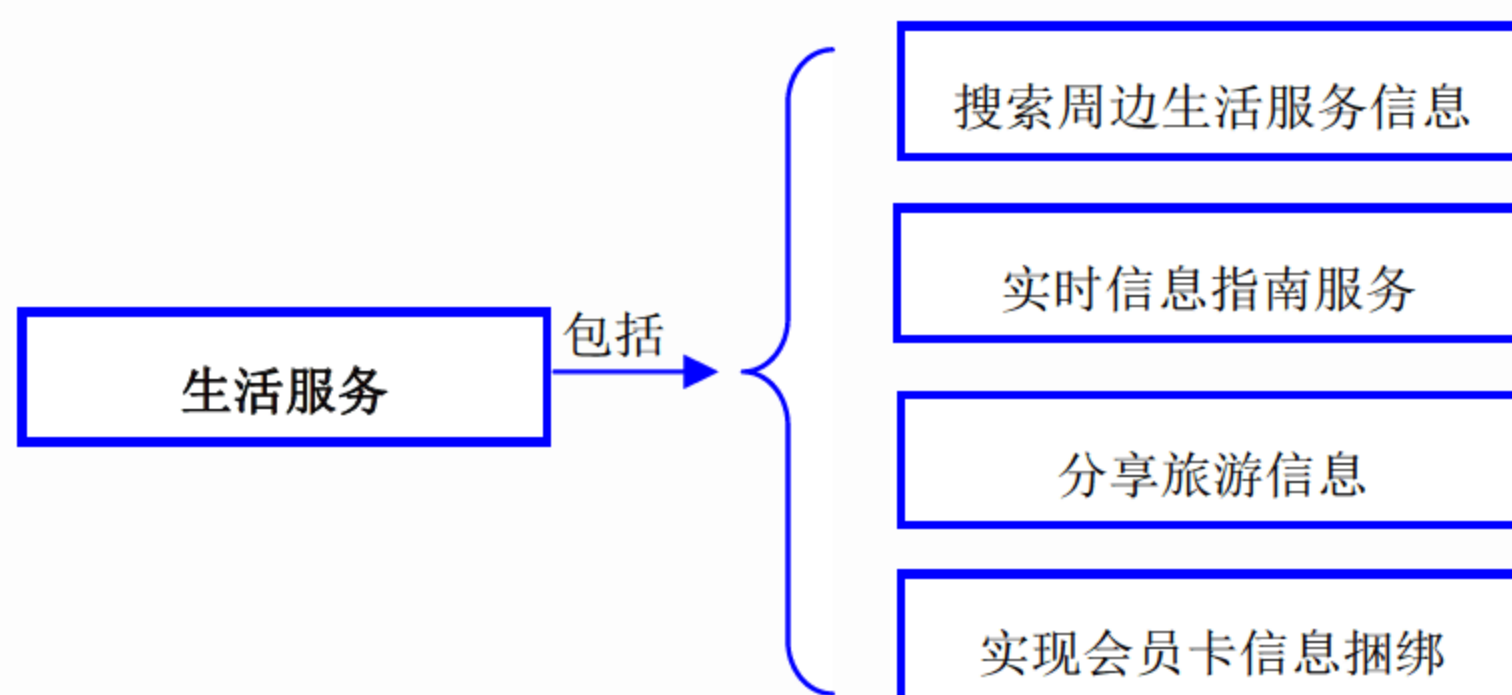 搜索周边生活服务信息
实时信息指南服务
包括
生活服务
分享旅游信息
实现会员卡信息捆绑